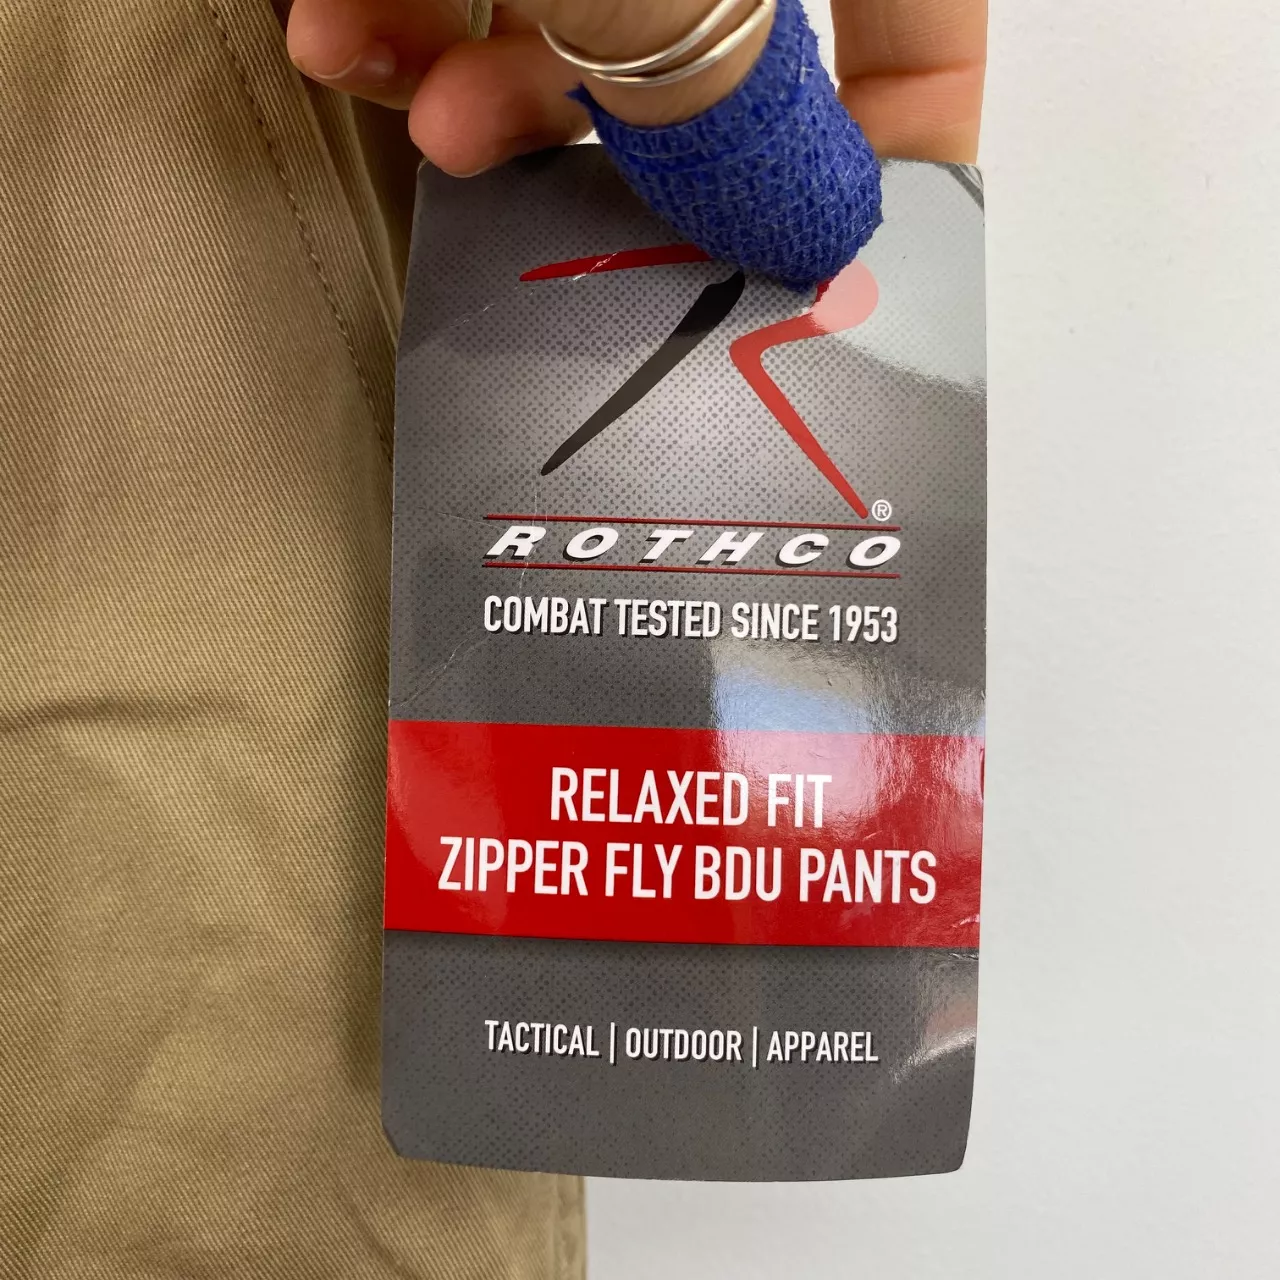 ®
ROTHCO
COMBAT TESTED SINCE 1953
RELAXED FIT
ZIPPER FLY BDU PANTS
TACTICAL | OUTDOOR | APPAREL